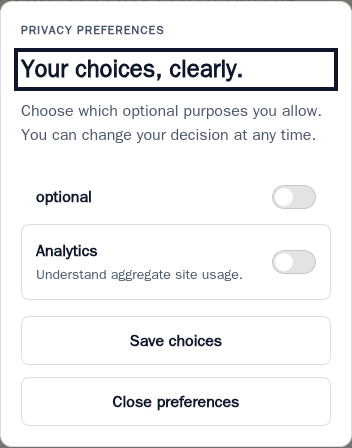 PRIVACY PREFERENCES
Your choices, clearly.
Choose which optional purposes you allow.
You can change your decision at any time.
optional
Analytics
Understand aggregate site usage.
Save choices
Close preferences